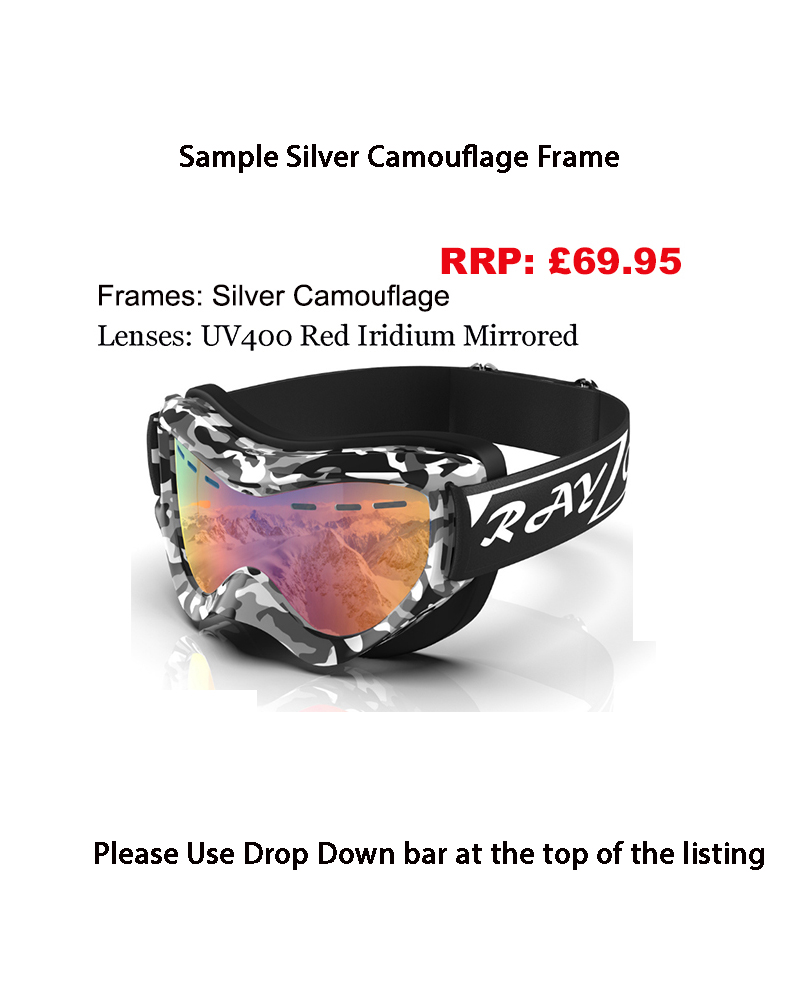 Sample Silver Camouflage Frame
RRP: £69.95
Frames: Silver Camouflage
Lenses: UV400 Red Iridium Mirrored
Please Use Drop Down bar at the top of the listing